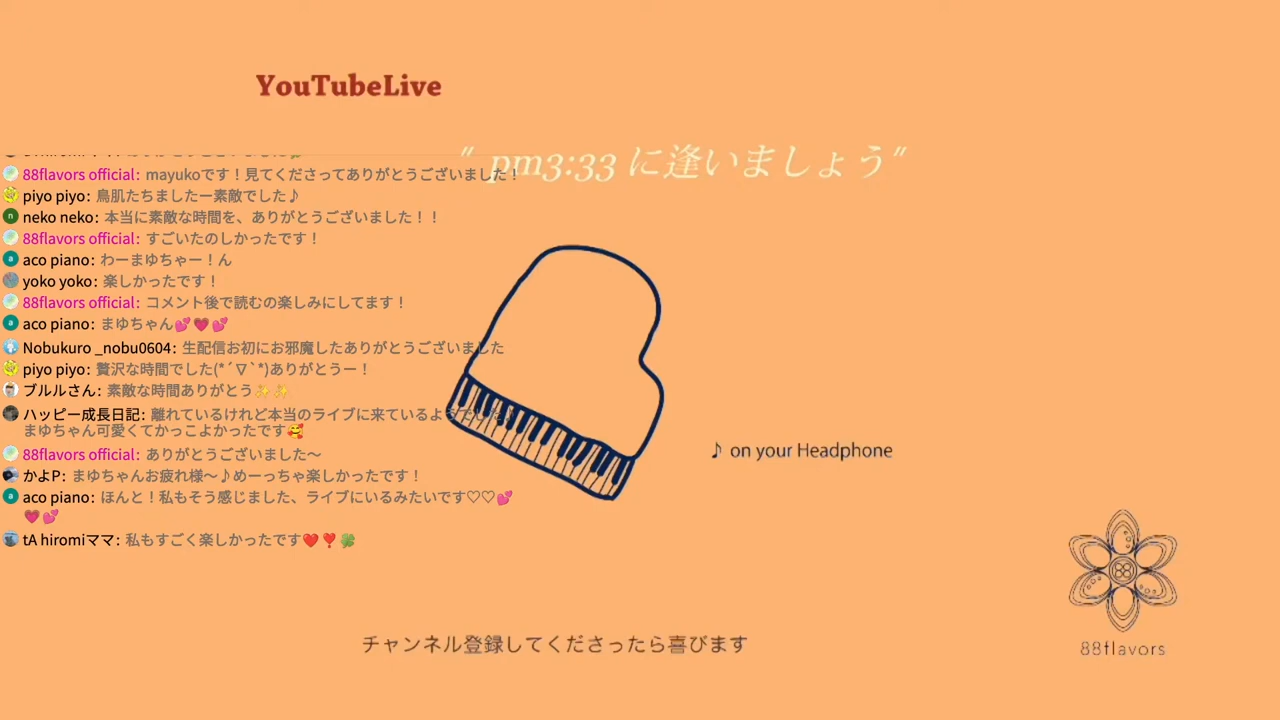 YouTubeLive
“ pm3:33 に逢いましょう”
88flavors official: mayukoです！見てくださってありがとうございました！
piyo piyo: 鳥肌たちましたー素敵でした♪
neko neko: 本当に素敵な時間を、ありがとうございました！！
88flavors official: すごいたのしかったです！
aco piano: わーまゆちゃー！ん
yoko yoko: 楽しかったです！
88flavors official: コメント後で読むの楽しみにしてます！
aco piano: まゆちゃん💕💗💕
Nobukuro _nobu0604: 生配信お初にお邪魔したありがとうございました
piyo piyo: 贅沢な時間でした(*´∇`*)ありがとうー！
ブルルさん: 素敵な時間ありがとう✨✨
ハッピー成長日記: 離れているけれど本当のライブに来ているようでした♪
まゆちゃん可愛くてかっこよかったです🥰
88flavors official: ありがとうございました〜
かよP: まゆちゃんお疲れ様〜♪めーっちゃ楽しかったです！
aco piano: ほんと！私もそう感じました、ライブにいるみたいです♡♡💕
💗💕
tA hiromiママ: 私もすごく楽しかったです❤️❣️🍀
♪ on your Headphone
88
88flavors
チャンネル登録してくださったら喜びます